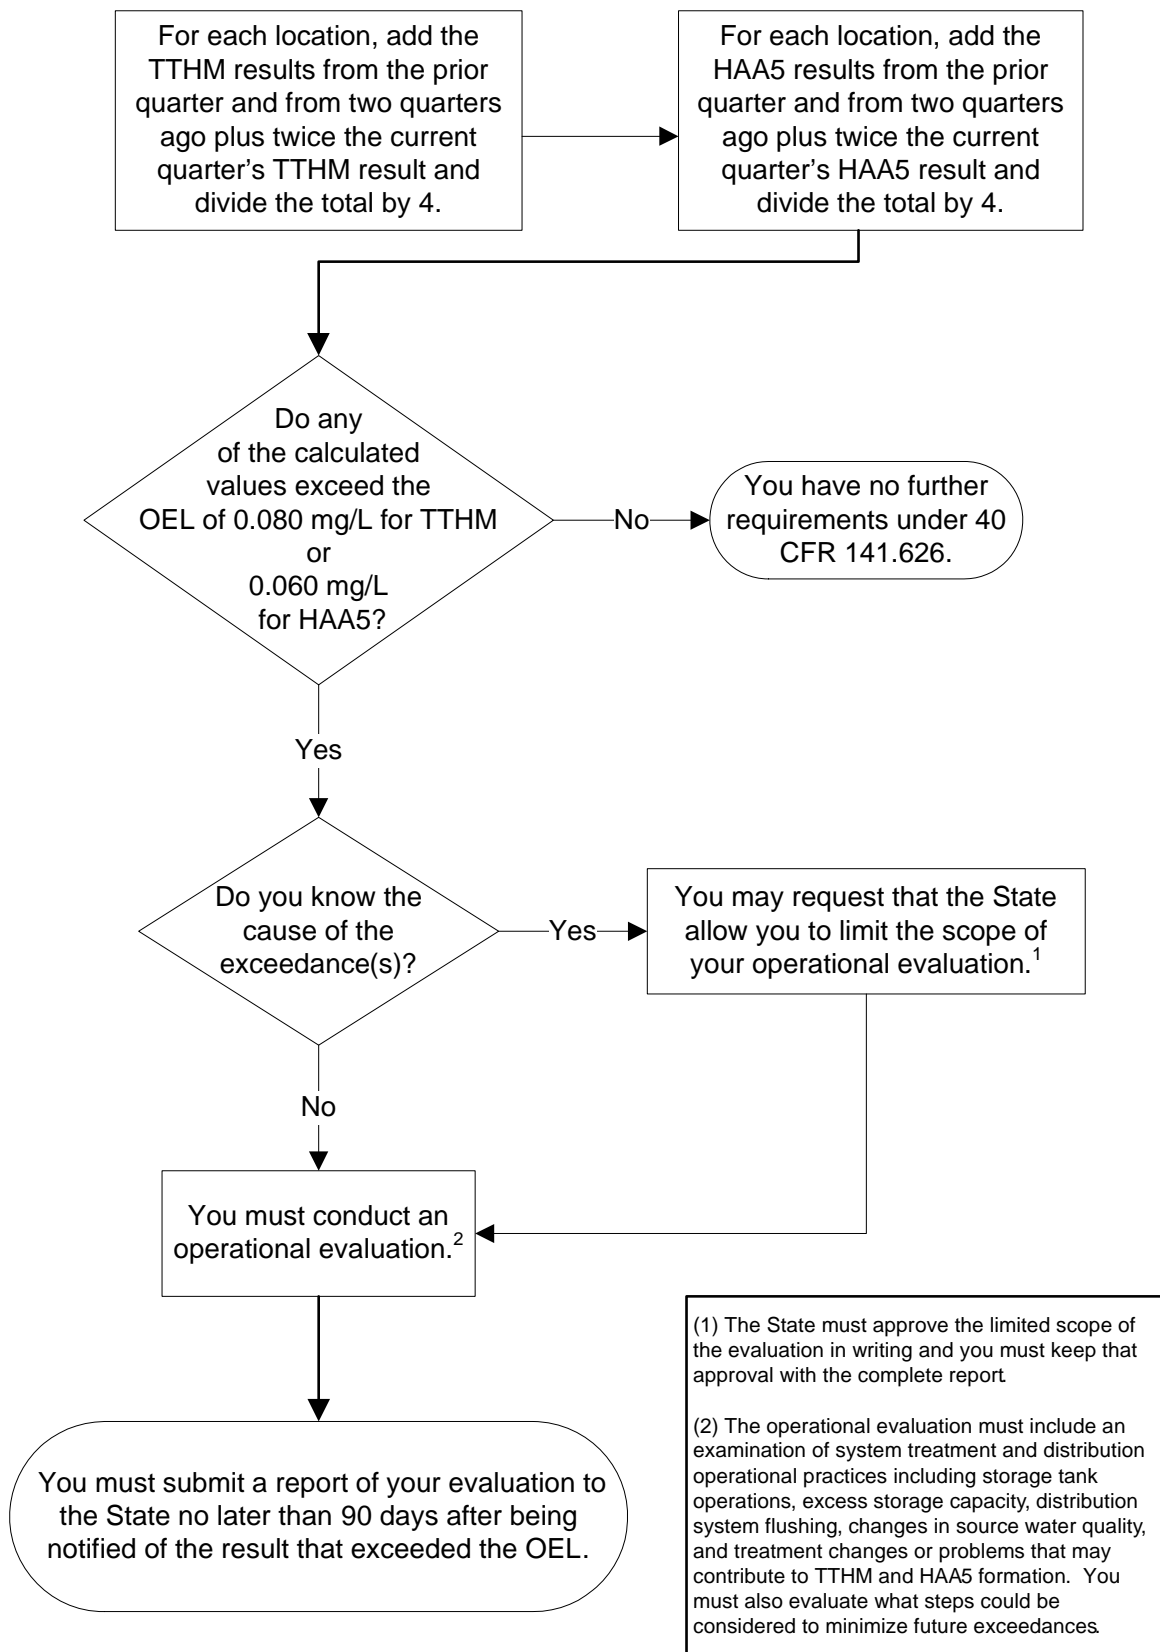 For each location, add the
TTHM results from the prior
quarter and from two quarters
ago plus twice the current
quarter's TTHM result and
divide the total by 4.
For each location, add the
HAA5 results from the prior
quarter and from two quarters
ago plus twice the current
quarter's HAA5 result and
divide the total by 4.
Do any
of the calculated
values exceed the
OEL of 0.080 mg/L for TTHM
or
0.060 mg/L
for HAA5?
No
You have no further
requirements under 40
CFR 141.626.
Yes
Do you know the
cause of the
exceedance(s)?
Yes
You may request that the State
allow you to limit the scope of
your operational evaluation.1
No
You must conduct an
operational evaluation.2
You must submit a report of your evaluation to
the State no later than 90 days after being
notified of the result that exceeded the OEL.
(1) The State must approve the limited scope of
the evaluation in writing and you must keep that
approval with the complete report.
(2) The operational evaluation must include an
examination of system treatment and distribution
operational practices including storage tank
operations, excess storage capacity, distribution
system flushing, changes in source water quality,
and treatment changes or problems that may
contribute to TTHM and HAA5 formation.  You
must also evaluate what steps could be
considered to minimize future exceedances.